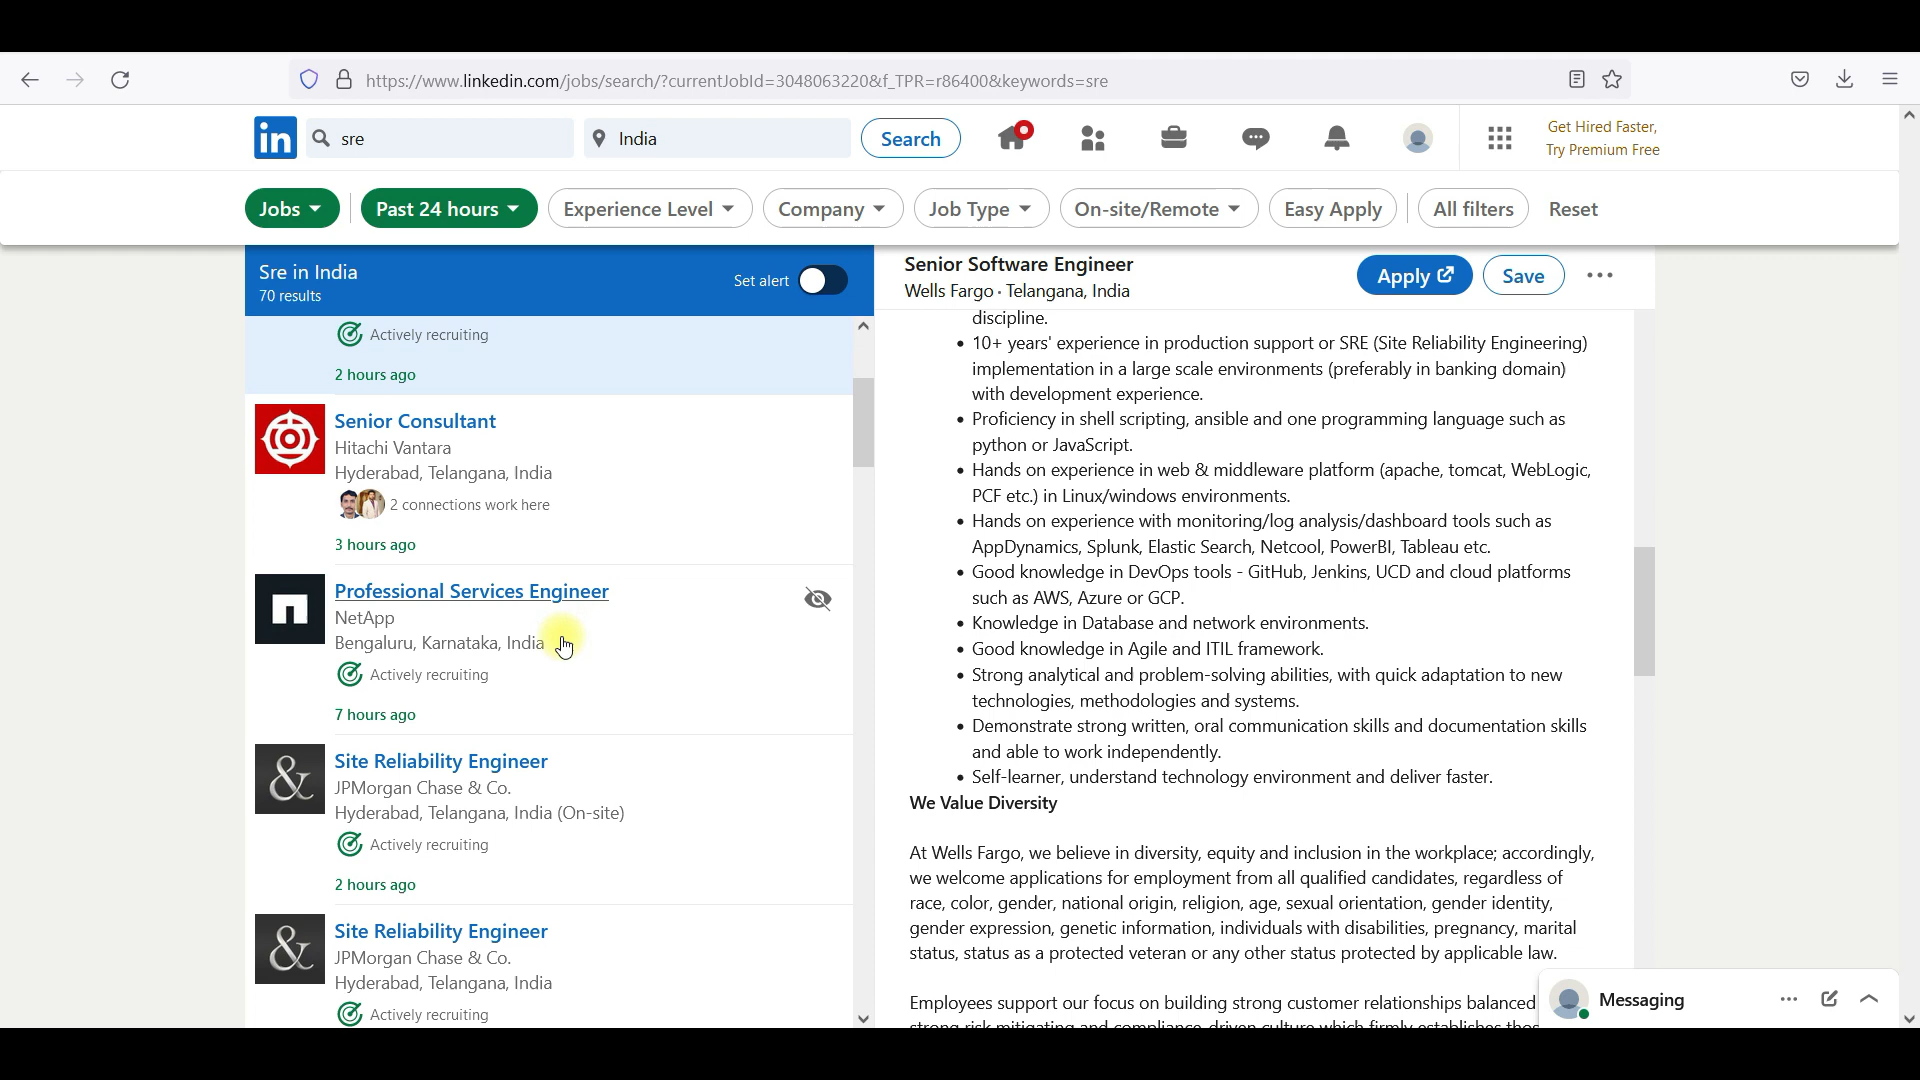 https://www.linkedin.com/jobs/search/?currentJobId=3048063220&f_TPR=r86400&keywords=sre
in
sre
India
Search
Get Hired Faster,
Try Premium Free
Jobs
Past 24 hours
Experience Level
Company
Job Type
On-site/Remote
Easy Apply
All filters
Reset
Sre in India
70 results
Set alert
Actively recruiting
2 hours ago
Senior Consultant
Hitachi Vantara
Hyderabad, Telangana, India
2 connections work here
3 hours ago
Professional Services Engineer
NetApp
Bengaluru, Karnataka, India
Actively recruiting
7 hours ago
&
Site Reliability Engineer
JPMorgan Chase & Co.
Hyderabad, Telangana, India (On-site)
Actively recruiting
2 hours ago
&
Site Reliability Engineer
JPMorgan Chase & Co.
Hyderabad, Telangana, India
Actively recruiting
Senior Software Engineer
Wells Fargo · Telangana, India
Apply
Save
discipline.
• 10+ years' experience in production support or SRE (Site Reliability Engineering)
implementation in a large scale environments (preferably in banking domain)
with development experience.
• Proficiency in shell scripting, ansible and one programming language such as
python or JavaScript.
• Hands on experience in web & middleware platform (apache, tomcat, WebLogic,
PCF etc.) in Linux/windows environments.
• Hands on experience with monitoring/log analysis/dashboard tools such as
AppDynamics, Splunk, Elastic Search, Netcool, PowerBI, Tableau etc.
• Good knowledge in DevOps tools - GitHub, Jenkins, UCD and cloud platforms
such as AWS, Azure or GCP.
• Knowledge in Database and network environments.
• Good knowledge in Agile and ITIL framework.
• Strong analytical and problem-solving abilities, with quick adaptation to new
technologies, methodologies and systems.
• Demonstrate strong written, oral communication skills and documentation skills
and able to work independently.
• Self-learner, understand technology environment and deliver faster.
We Value Diversity
At Wells Fargo, we believe in diversity, equity and inclusion in the workplace; accordingly,
we welcome applications for employment from all qualified candidates, regardless of
race, color, gender, national origin, religion, age, sexual orientation, gender identity,
gender expression, genetic information, individuals with disabilities, pregnancy, marital
status, status as a protected veteran or any other status protected by applicable law.
Employees support our focus on building strong customer relationships balanced
strong risk mitigating and compliance-driven culture which firmly establishes
Messaging